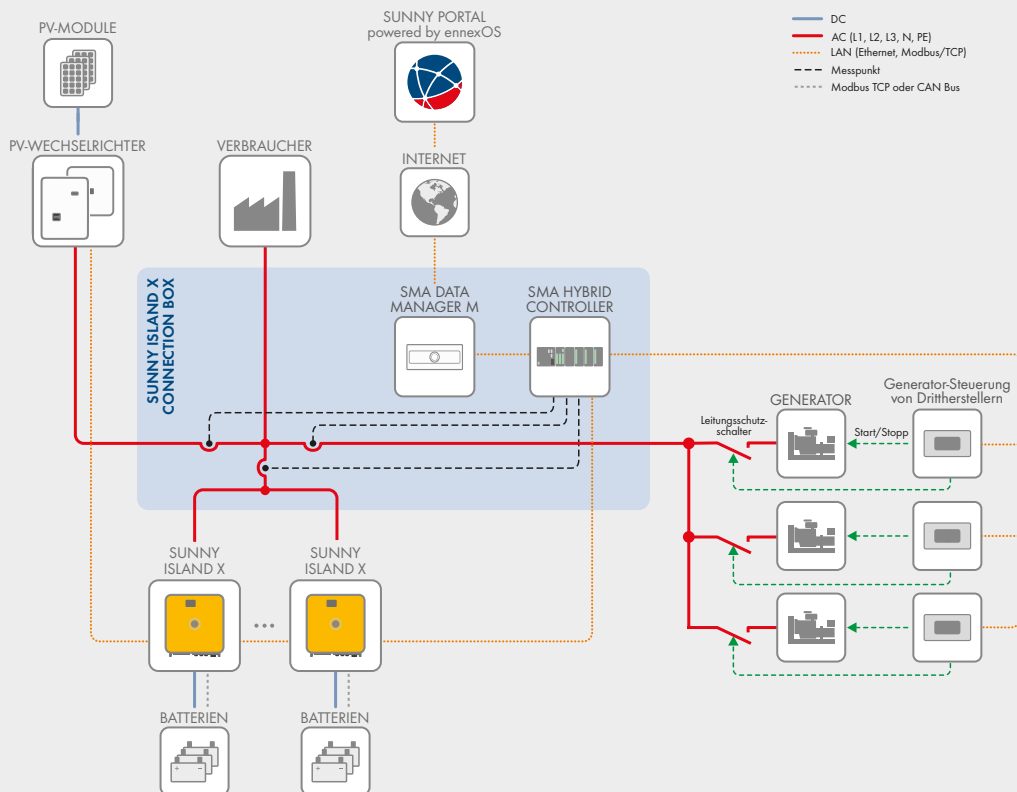 SUNNY PORTAL
powered by ennexOS
DC
AC (L1, L2, L3, N, PE)
LAN (Ethernet, Modbus/TCP)
Messpunkt
Modbus TCP oder CAN Bus
PV-MODULE
PV-WECHSELRICHTER
VERBRAUCHER
INTERNET
SUNNY ISLAND X
CONNECTION BOX
SMA DATA
MANAGER M
SMA HYBRID
CONTROLLER
Leitungsschutz-
schalter
GENERATOR
Start/Stopp
Generator-Steuerung
von Drittherstellern
SUNNY
ISLAND X
SUNNY
ISLAND X
BATTERIEN
BATTERIEN